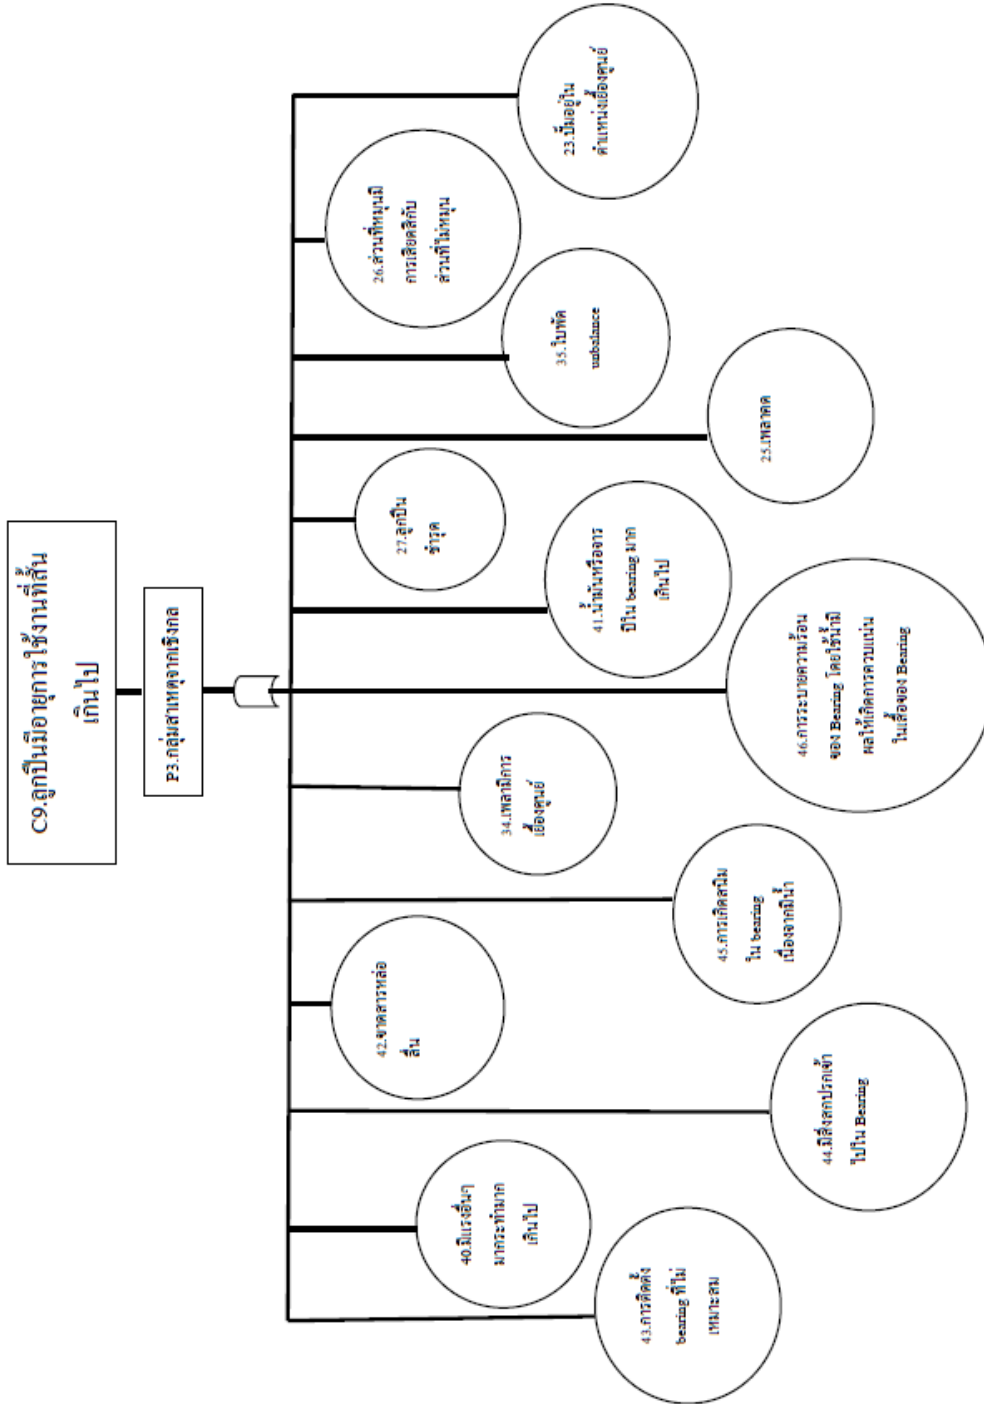 C9.ลูกปืนมีอายุการใช้งานที่สั้น
เกินไป
P3.กลุ่มสาเหตุจากเชิงกล
43.การติดตั้ง
bearing ที่ไม่
เหมาะสม
40.มีแรงอื่นๆ
มากระทำมาก
เกินไป
44.มีสิ่งสกปรกเข้า
ไปใน Bearing
42.ขาดสารหล่อ
ลื่น
45.การเกิดสนิม
ใน bearing
เนื่องจากมีน้ำ
34.เพลามีการ
เยื้องศูนย์
46.การระบายความร้อน
ของ Bearing โดยใช้น้ำมี
ผลให้เกิดการควบแน่น
ในเสื้อของ Bearing
41.น้ำมันหรือจาร
บีใน bearing มาก
เกินไป
27.ลูกปืน
ชำรุด
25.เพลาคด
35.ใบพัด
unbalance
26.ส่วนที่หมุนมี
การเสียดสีกับ
ส่วนที่ไม่หมุน
23.ปั๊มอยู่ใน
ตำแหน่งเยื้องศูนย์